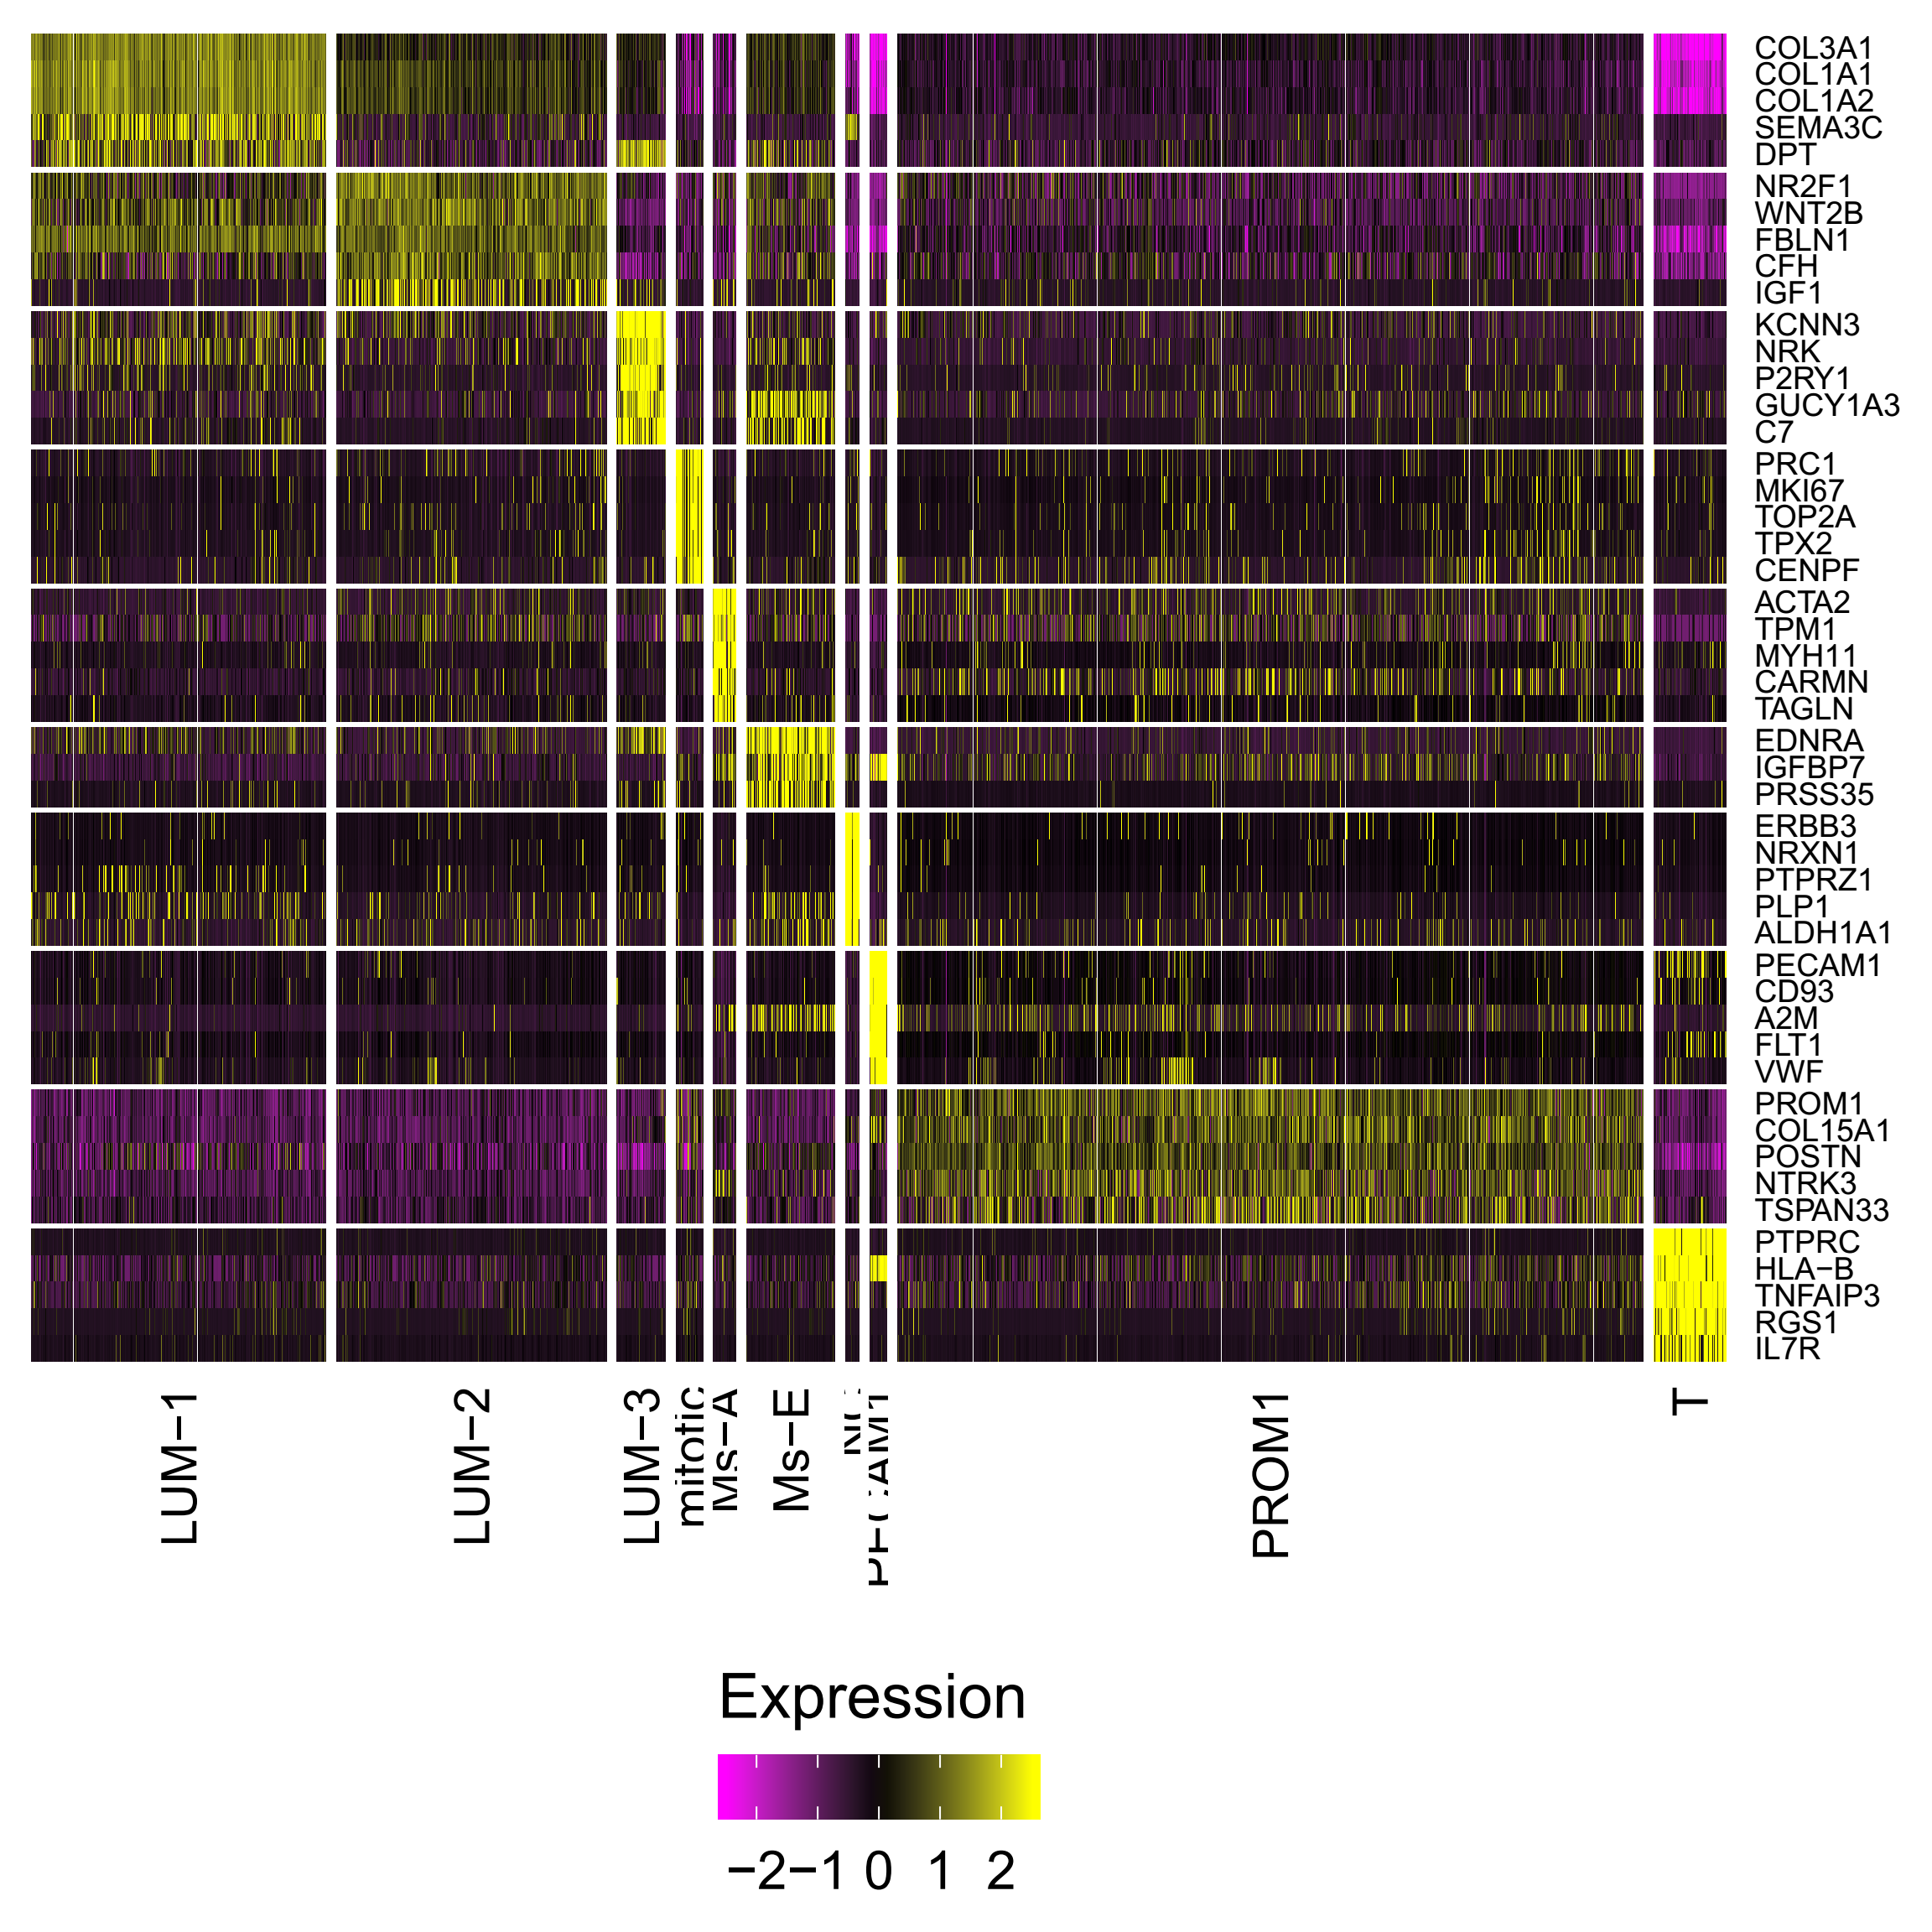 COL3A1
COL1A1
COL1A2
SEMA3C
DPT
NR2F1
WNT2B
FBLN1
CFH
IGF1
KCNN3
NRK
P2RY1
GUCY1A3
C7
PRC1
MKI67
TOP2A
TPX2
CENPF
ACTA2
TPM1
MYH11
CARMN
TAGLN
EDNRA
IGFBP7
PRSS35
ERBB3
NRXN1
PTPRZ1
PLP1
ALDH1A1
PECAM1
CD93
A2M
FLT1
VWF
PROM1
COL15A1
POSTN
NTRK3
TSPAN33
PTPRC
HLA−B
TNFAIP3
RGS1
IL7R
LUM−1
LUM−2
LUM−3
mitotic
Ms−A
Ms−E
PECAM1
PROM1
T
Expression
−2 −1 0 1 2